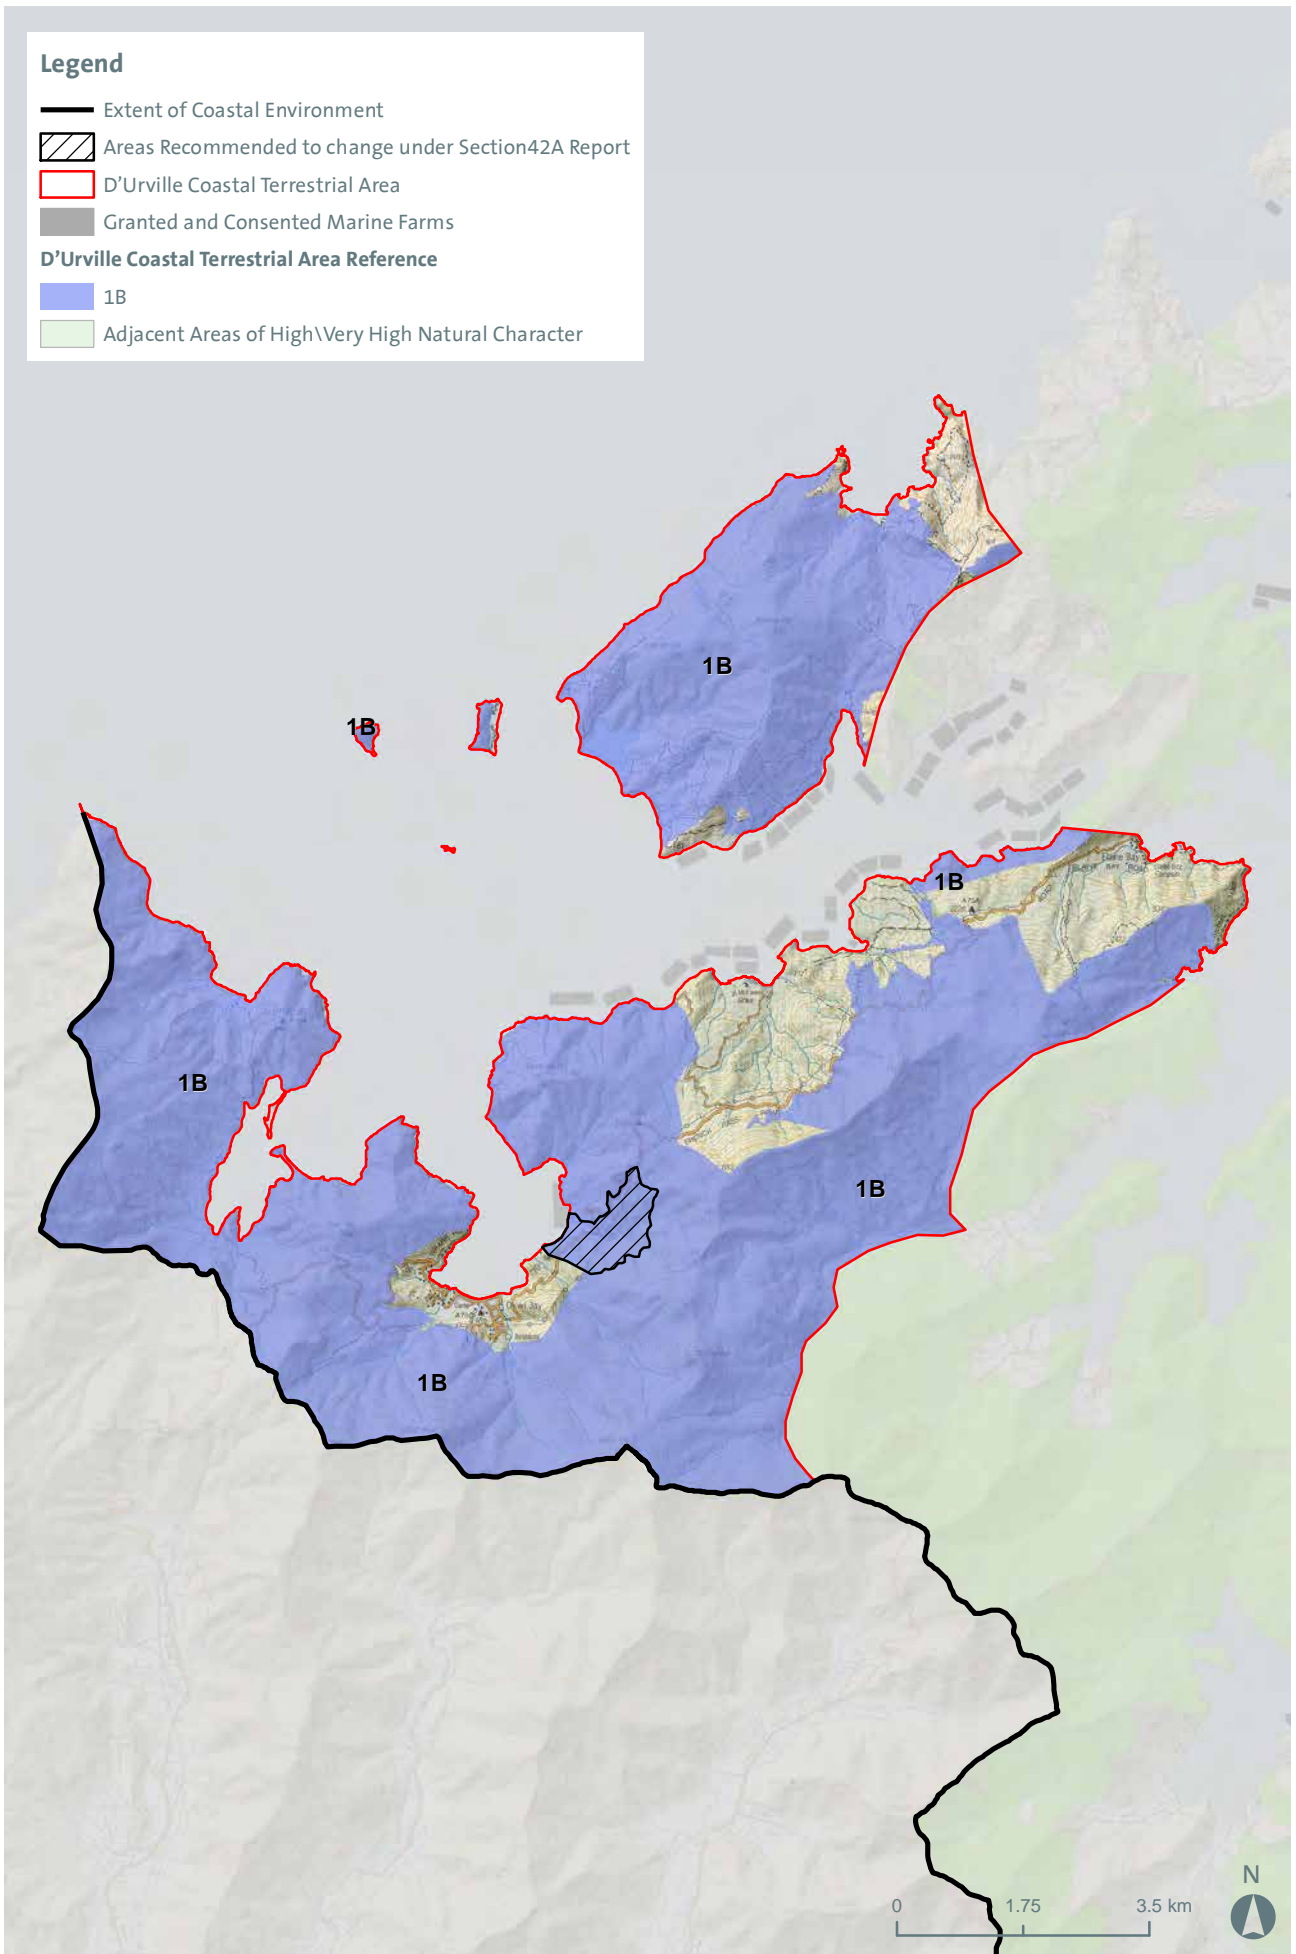 Legend
Extent of Coastal Environment
Areas Recommended to change under Section42A Report
D'Urville Coastal Terrestrial Area
Granted and Consented Marine Farms
D'Urville Coastal Terrestrial Area Reference
1B
Adjacent Areas of High\Very High Natural Character
1B
1B
1B
1B
1B
1B
N
0 1.75 3.5 km